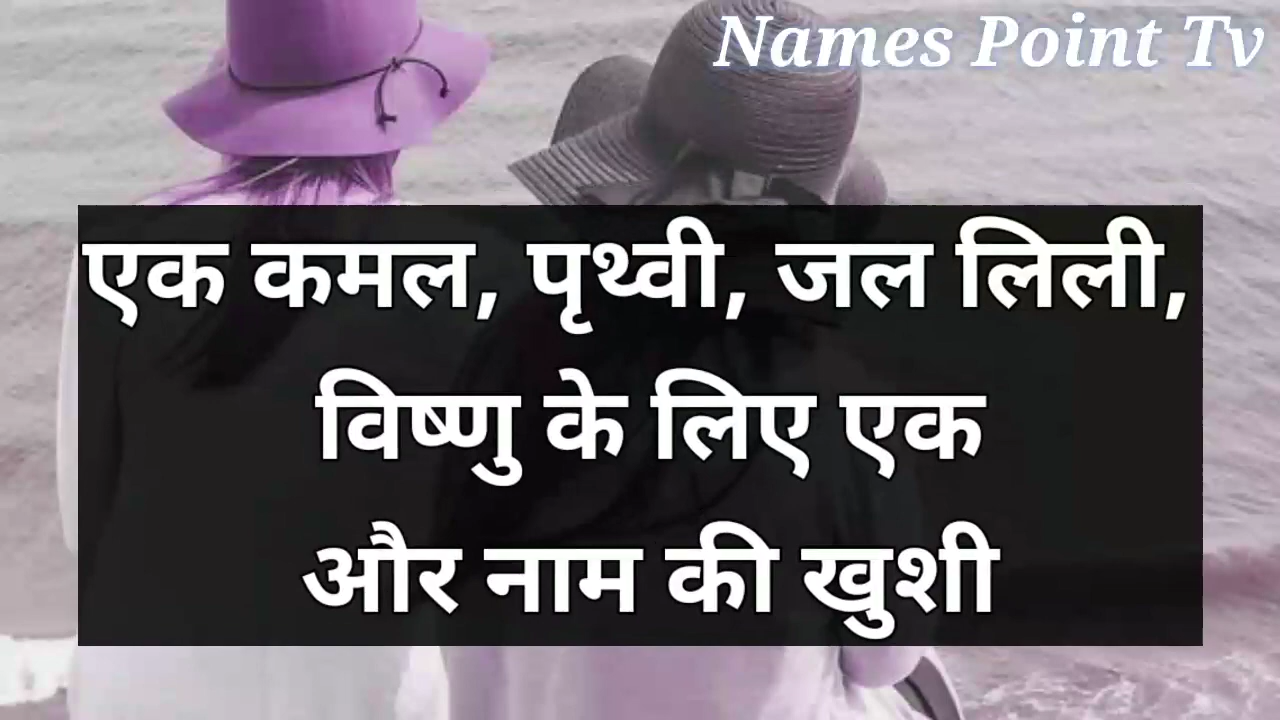 Names Point Tv
एक कमल, पृथ्वी, जल लिली,
विष्णु के लिए एक
और नाम की खुशी